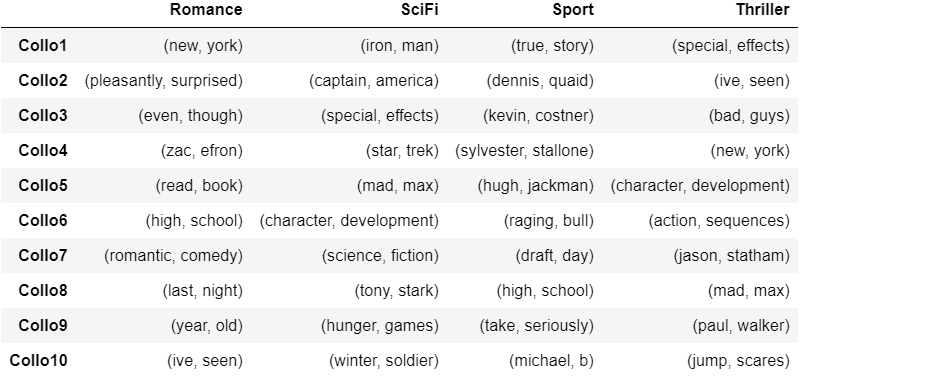 Romance SciFi Sport Thriller
Collo1 (new, york) (iron, man) (true, story) (special, effects)
Collo2 (pleasantly, surprised) (captain, america) (dennis, quaid) (ive, seen)
Collo3 (even, though) (special, effects) (kevin, costner) (bad, guys)
Collo4 (zac, efron) (star, trek) (sylvester, stallone) (new, york)
Collo5 (read, book) (mad, max) (hugh, jackman) (character, development)
Collo6 (high, school) (character, development) (raging, bull) (action, sequences)
Collo7 (romantic, comedy) (science, fiction) (draft, day) (jason, statham)
Collo8 (last, night) (tony, stark) (high, school) (mad, max)
Collo9 (year, old) (hunger, games) (take, seriously) (paul, walker)
Collo10 (ive, seen) (winter, soldier) (michael, b) (jump, scares)